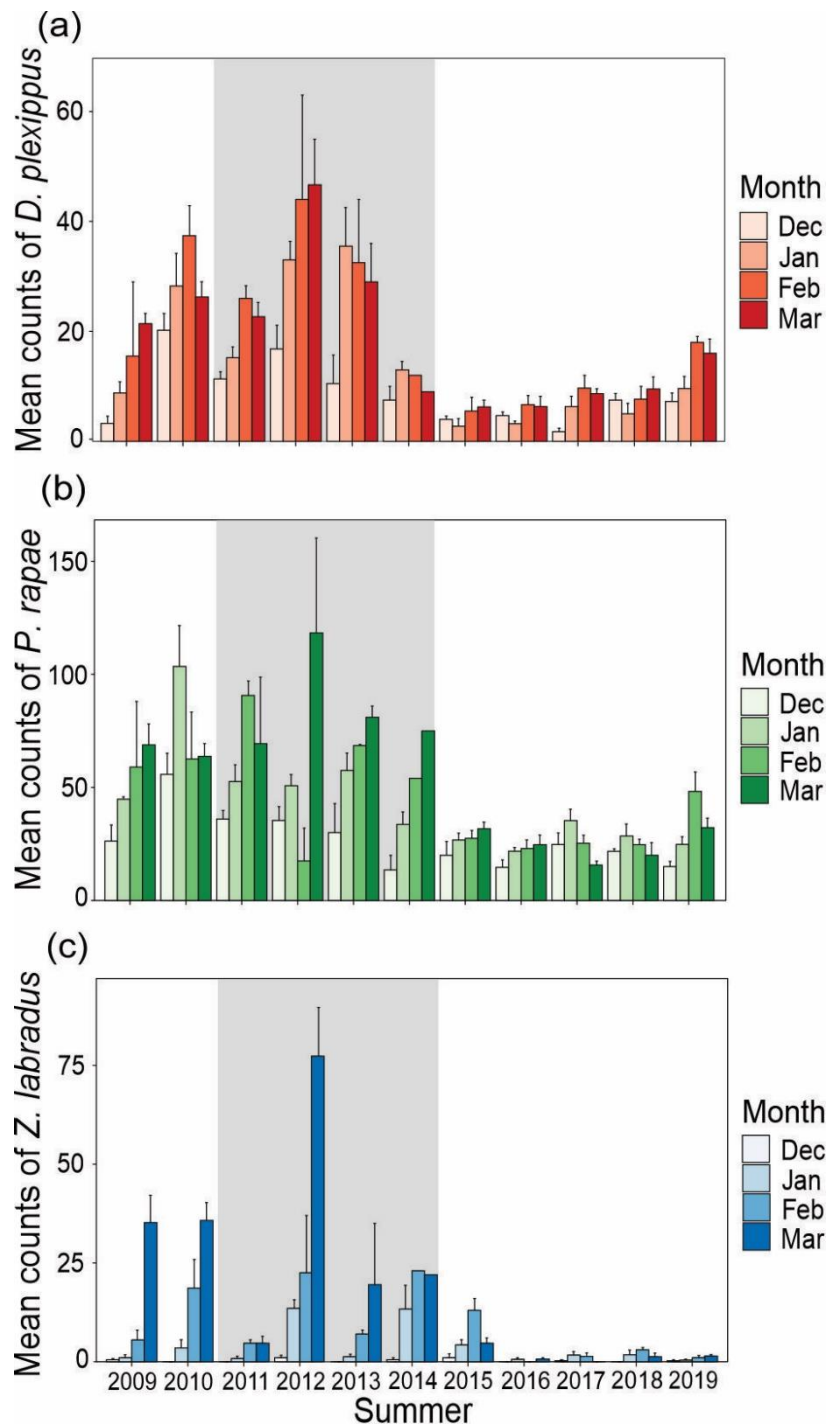 (a)
Mean counts of D. plexippus
60
40
20
0
Month
Dec
Jan
Feb
Mar
(b)
Mean counts of P. rapae
150
100
50
0
Month
Dec
Jan
Feb
Mar
(c)
Mean counts of Z. labradus
75
50
25
0
Month
Dec
Jan
Feb
Mar
2009 2010 2011 2012 2013 2014 2015 2016 2017 2018 2019
Summer